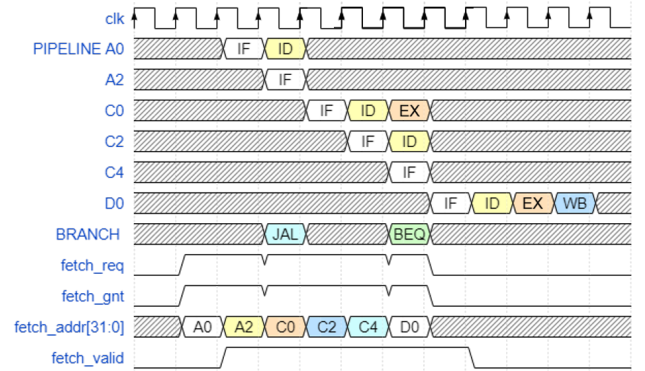 clk
PIPELINE A0 IF ID
A2 IF
C0 IF ID EX
C2 IF ID
C4 IF
D0 IF ID EX WB
BRANCH JAL BEQ
fetch_req
fetch_gnt
fetch_addr[31:0] A0 A2 C0 C2 C4 D0
fetch_valid